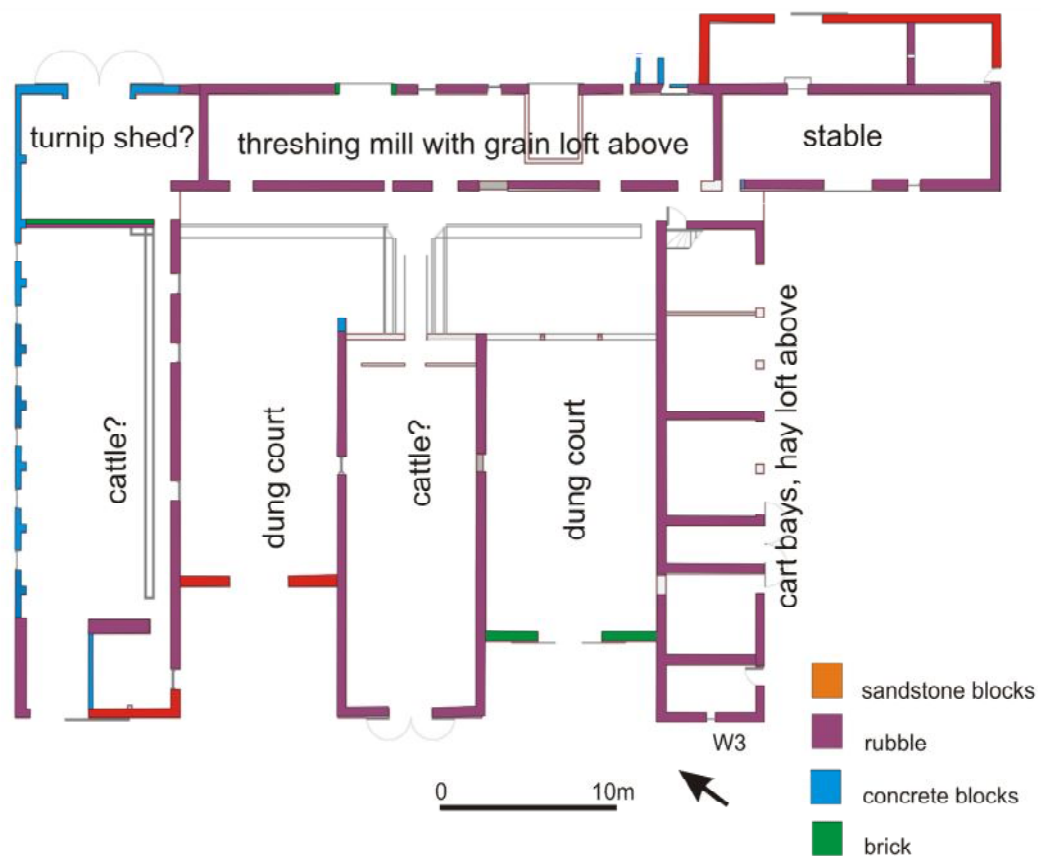 turnip shed?
threshing mill with grain loft above
stable
cattle?
dung court
cattle?
dung court
cart bays, hay loft above
W3
0 10m
sandstone blocks
rubble
concrete blocks
brick